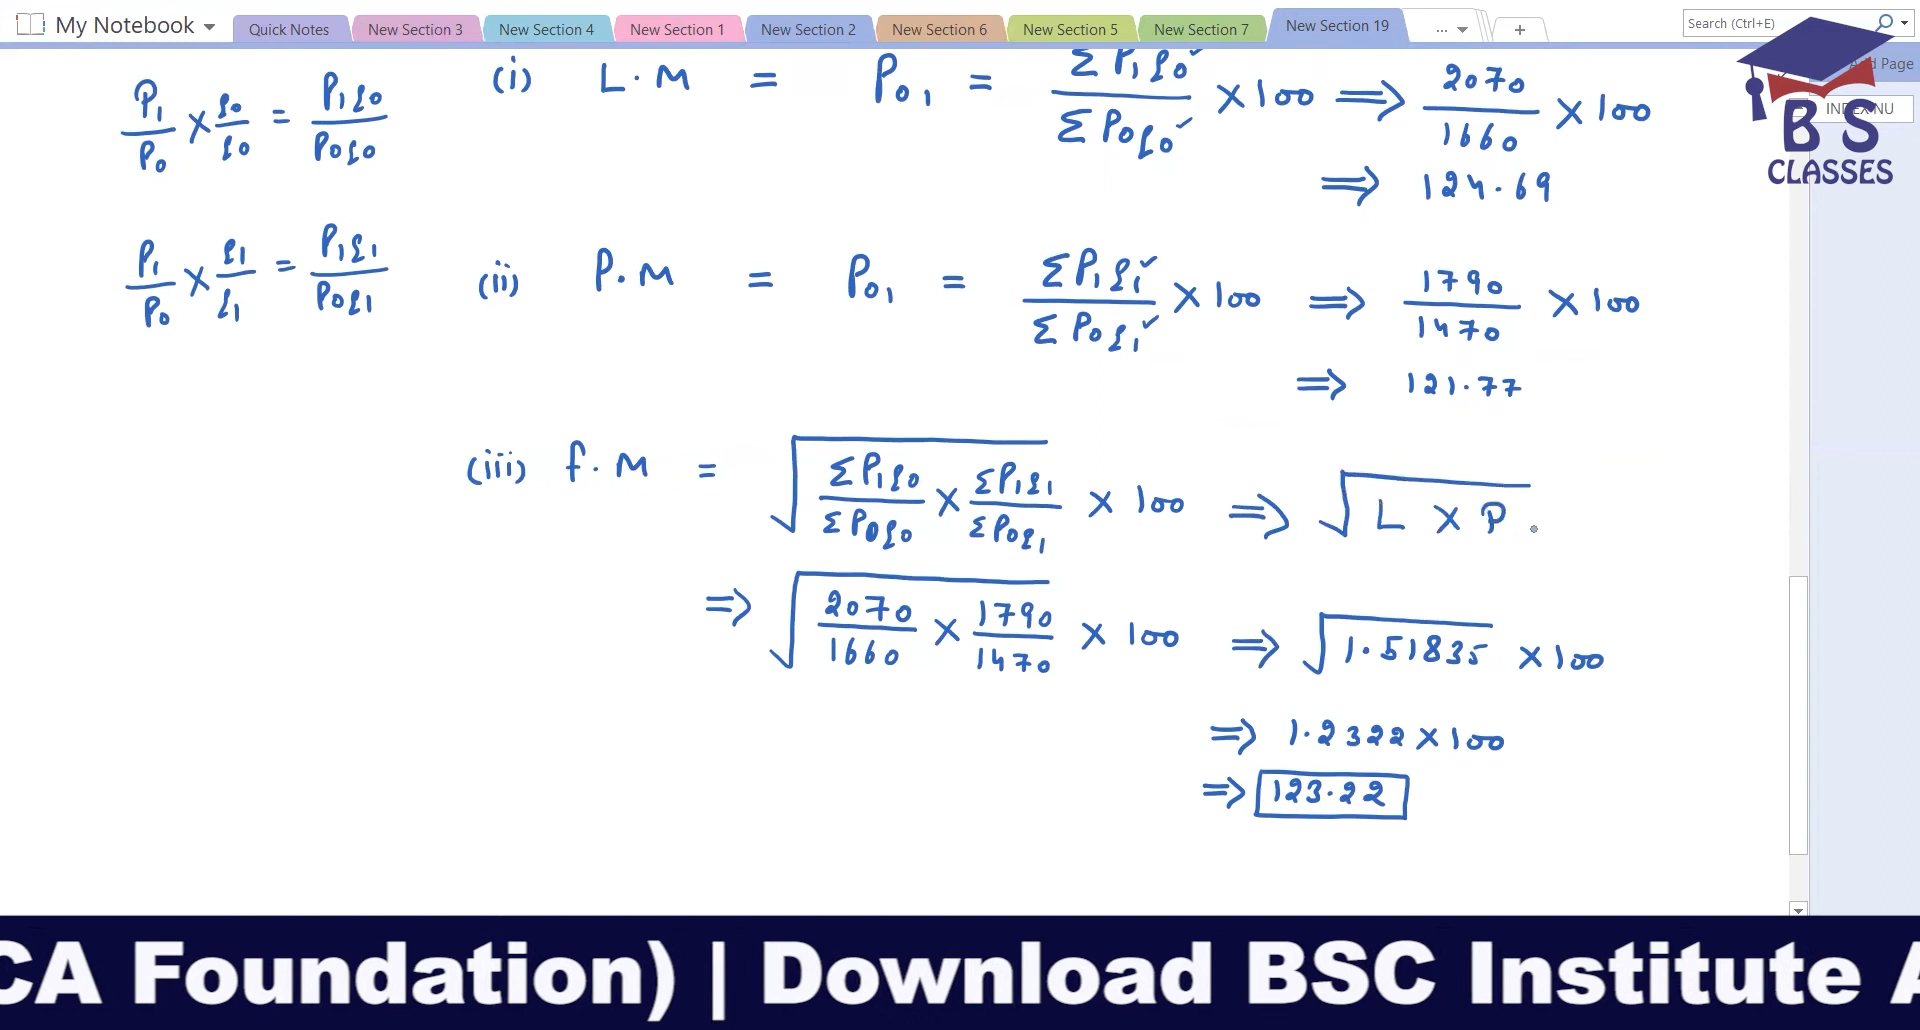 My Notebook
Quick Notes
New Section 3
New Section 4
New Section 1
New Section 2
New Section 6
New Section 5
New Section 7
New Section 19
...
+
Search (Ctrl+E)
d Page
INDEX NU
BS
CLASSES
P₁/P₀ × q₀/q₀ = P₁q₀/P₀q₀
(i) L.M = P₀₁ = ΣP₁q₀✓/ΣP₀q₀✓ × 100 ⇒ 2070/1660 × 100
⇒ 124.69
P₁/P₀ × q₁/q₁ = P₁q₁/P₀q₁
(ii) P.M = P₀₁ = ΣP₁q₁✓/ΣP₀q₁✓ × 100 ⇒ 1790/1470 × 100
⇒ 121.77
(iii) f.M = √(ΣP₁q₀/ΣP₀q₀ × ΣP₁q₁/ΣP₀q₁) × 100 ⇒ √(L × P)
⇒ √(2070/1660 × 1790/1470) × 100 ⇒ √1.51835 × 100
⇒ 1.2322 × 100
⇒ 123.22
CA Foundation) | Download BSC Institute A